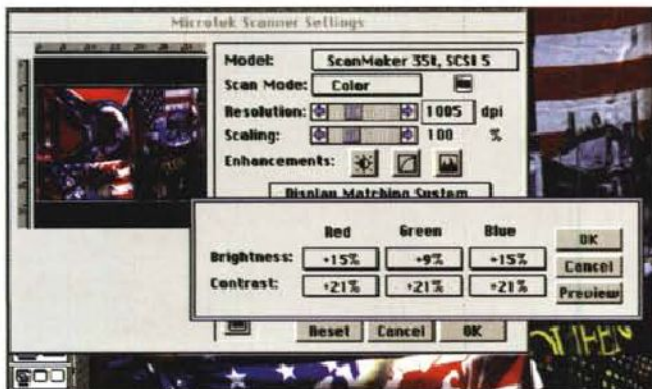 Microtek Scanner Settings
Model: ScanMaker 35t, SCSI 5
Scan Mode: Color
Resolution: 1005 dpi
Scaling: 100 %
Enhancements:
Display Matching System
Red Green Blue
Brightness: +15% +9% +15%
Contrast: +21% +21% +21%
OK
Cancel
Preview
Reset Cancel OK